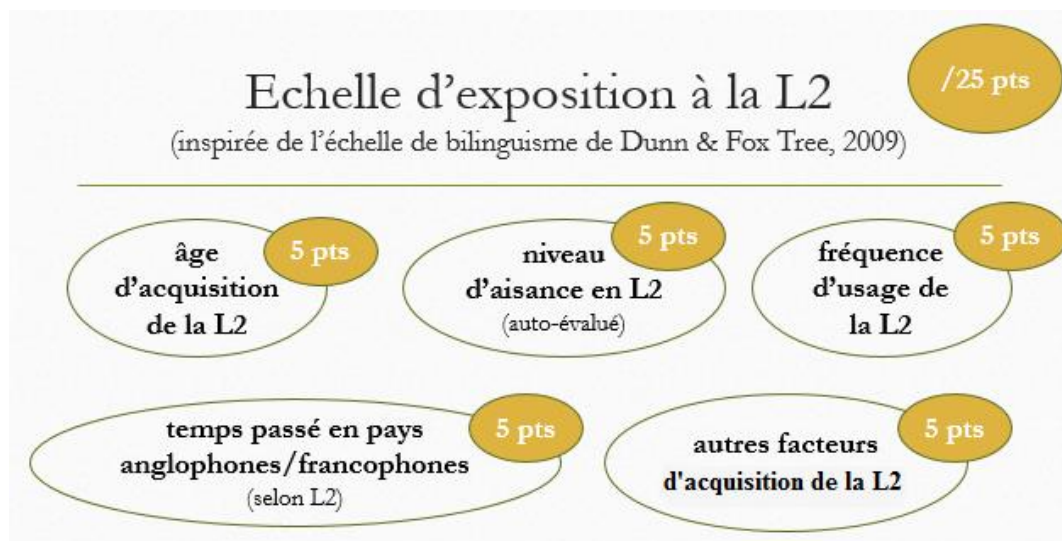 /25 pts
Echelle d'exposition à la L2
(inspirée de l'échelle de bilinguisme de Dunn & Fox Tree, 2009)
5 pts
âge
d'acquisition
de la L2
5 pts
niveau
d'aisance en L2
(auto-évalué)
5 pts
fréquence
d'usage de
la L2
5 pts
temps passé en pays
anglophones/francophones
(selon L2)
5 pts
autres facteurs
d'acquisition de la L2